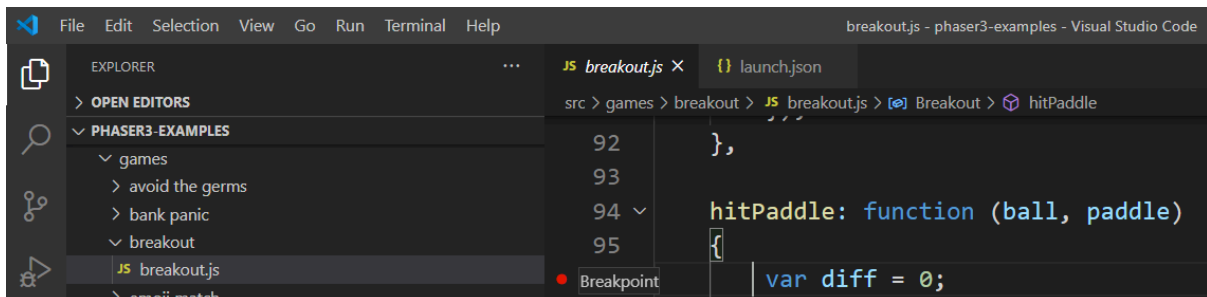 File Edit Selection View Go Run Terminal Help breakout.js - phaser3-examples - Visual Studio Code
EXPLORER ...
OPEN EDITORS
PHASER3-EXAMPLES
games
avoid the germs
bank panic
breakout
JS breakout.js
JS breakout.js × {} launch.json
src > games > breakout > JS breakout.js > Breakout > hitPaddle
92 },
93
94 hitPaddle: function (ball, paddle)
95 {
Breakpoint var diff = 0;